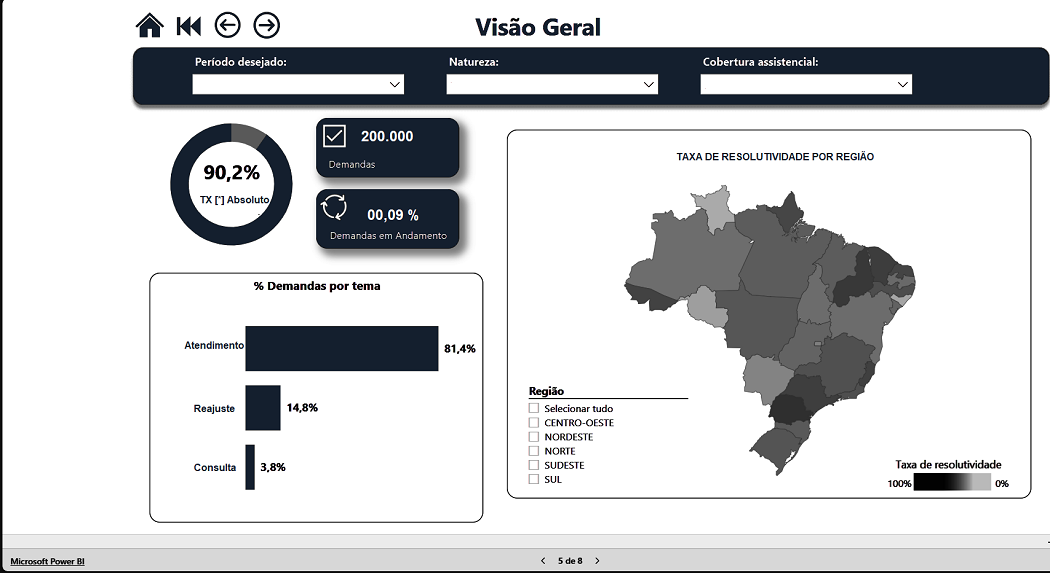 Visão Geral
Período desejado:
Natureza:
Cobertura assistencial:
90,2%
TX [*] Absoluto
200.000
Demandas
00,09 %
Demandas em Andamento
% Demandas por tema
Atendimento
81,4%
Reajuste
14,8%
Consulta
3,8%
TAXA DE RESOLUTIVIDADE POR REGIÃO
Região
Selecionar tudo
CENTRO-OESTE
NORDESTE
NORTE
SUDESTE
SUL
Taxa de resolutividade
100%
0%
Microsoft Power BI
5 de 8